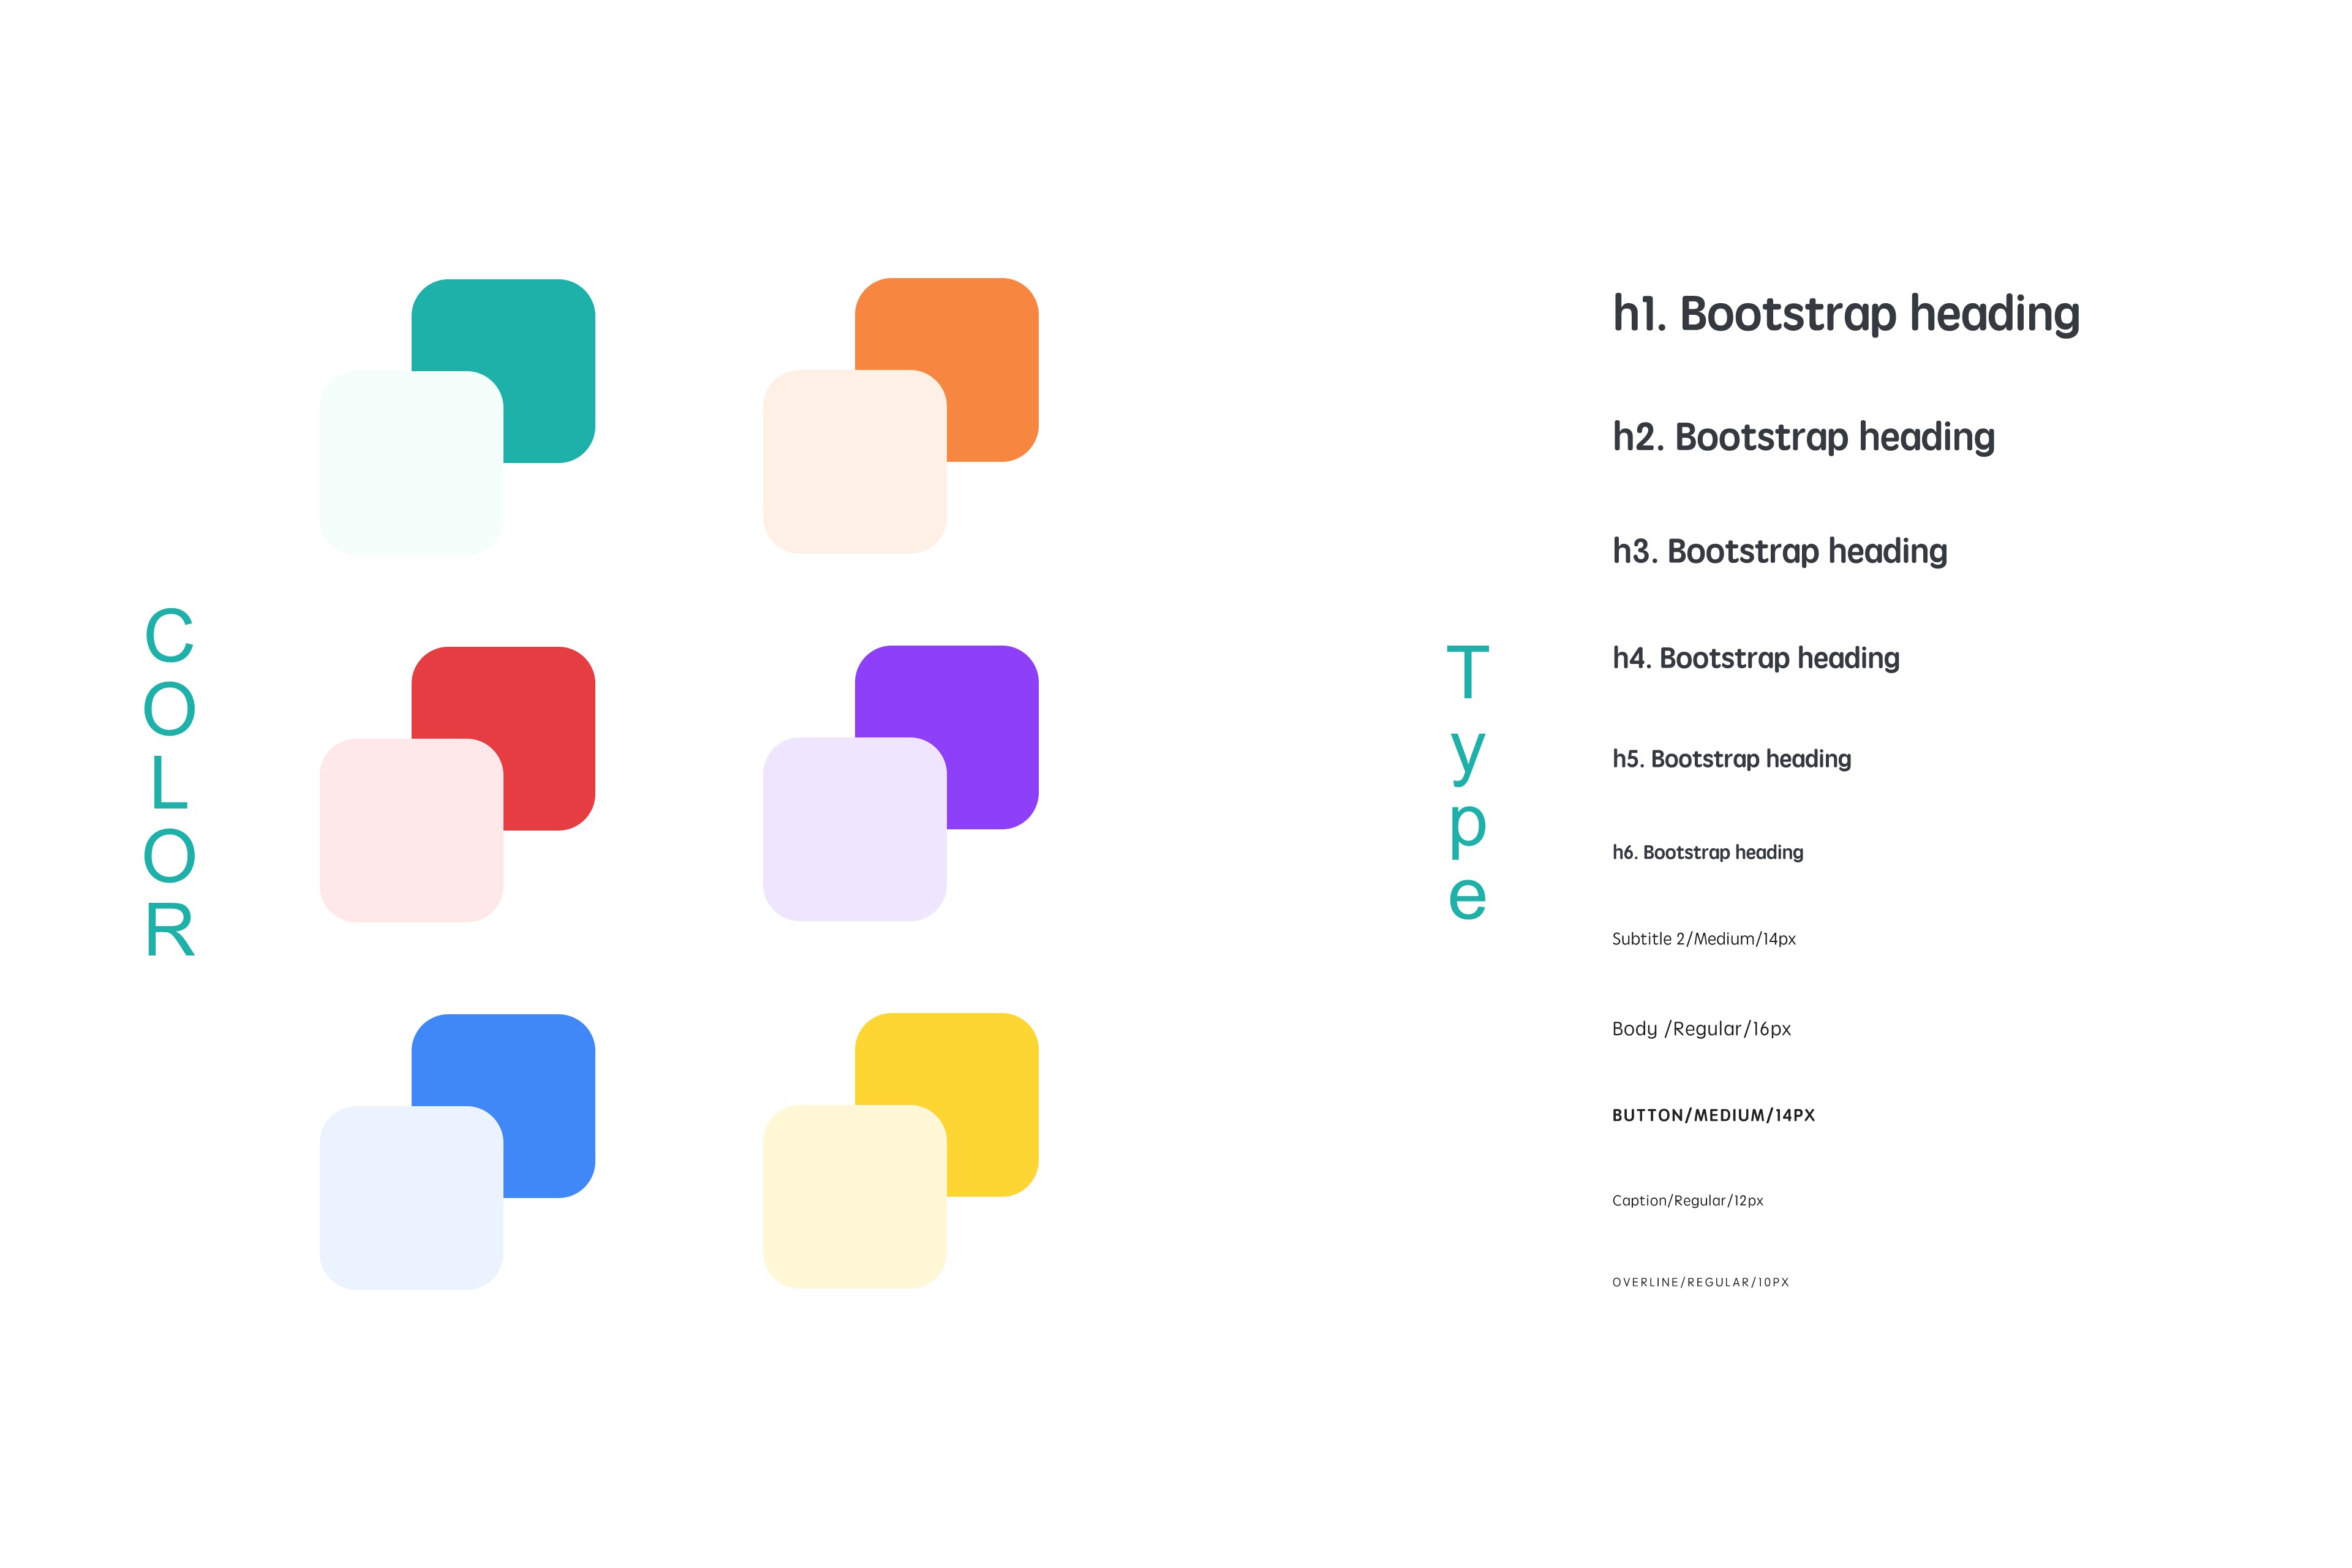 COLOR
Type
h1. Bootstrap heading
h2. Bootstrap heading
h3. Bootstrap heading
h4. Bootstrap heading
h5. Bootstrap heading
h6. Bootstrap heading
Subtitle 2/Medium/14px
Body /Regular/16px
BUTTON/MEDIUM/14PX
Caption/Regular/12px
OVERLINE/REGULAR/10PX